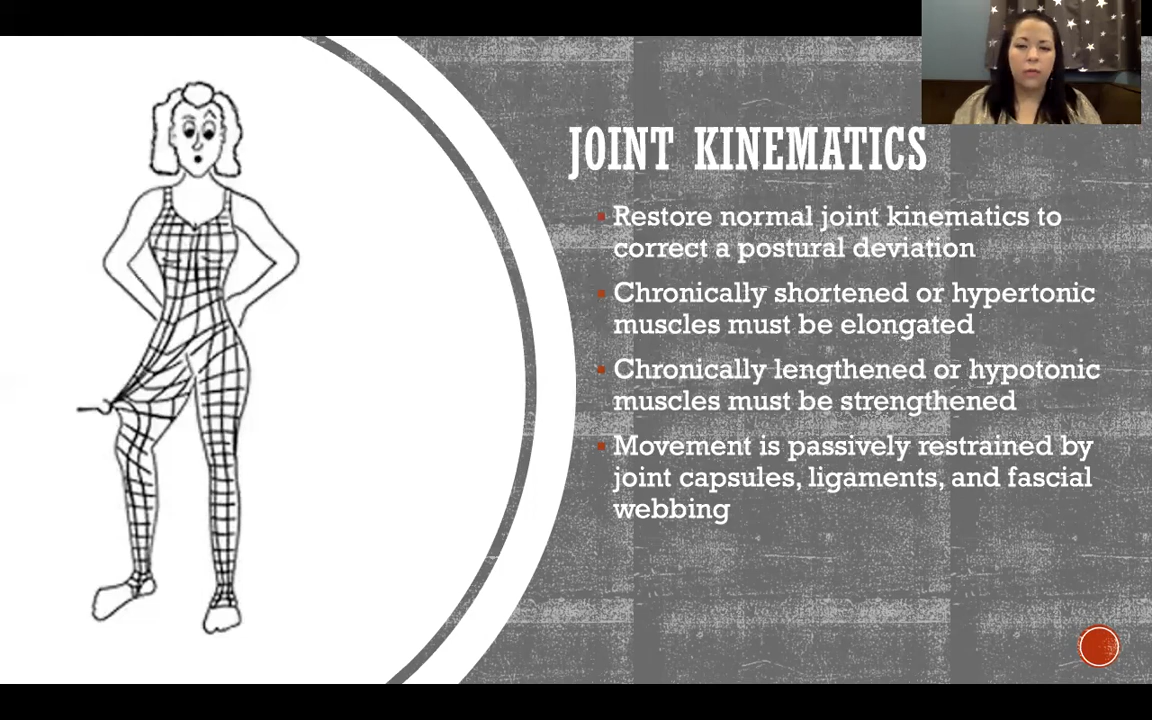 JOINT KINEMATICS
Restore normal joint kinematics to
correct a postural deviation
Chronically shortened or hypertonic
muscles must be elongated
Chronically lengthened or hypotonic
muscles must be strengthened
Movement is passively restrained by
joint capsules, ligaments, and fascial
webbing